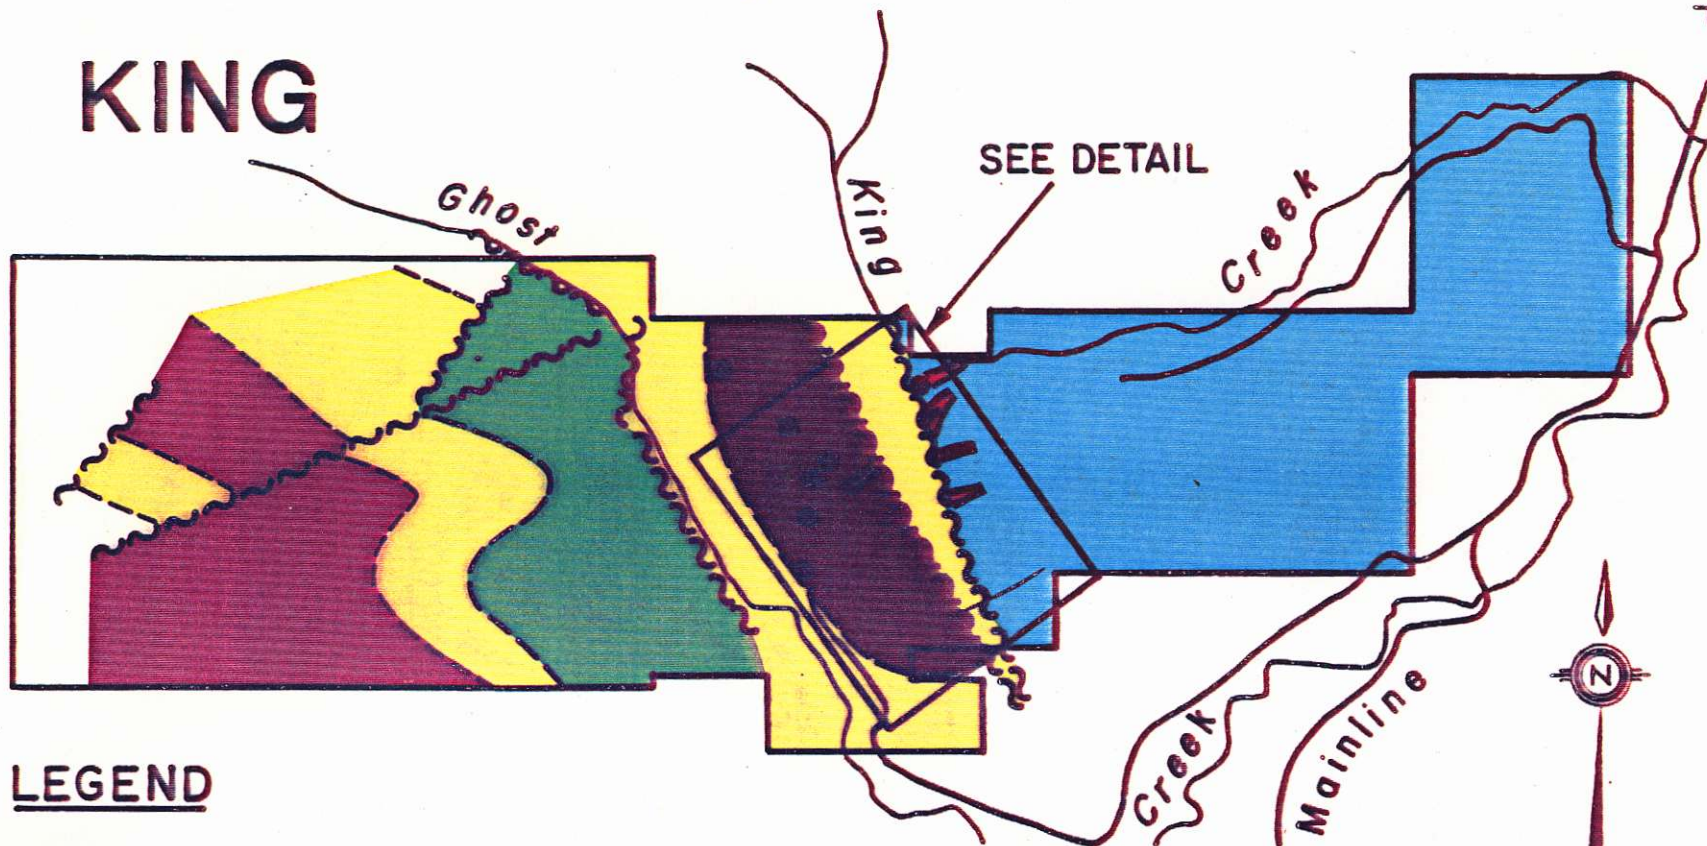 KING
SEE DETAIL
Ghost
King
Creek
Creek
Mainline
N
LEGEND